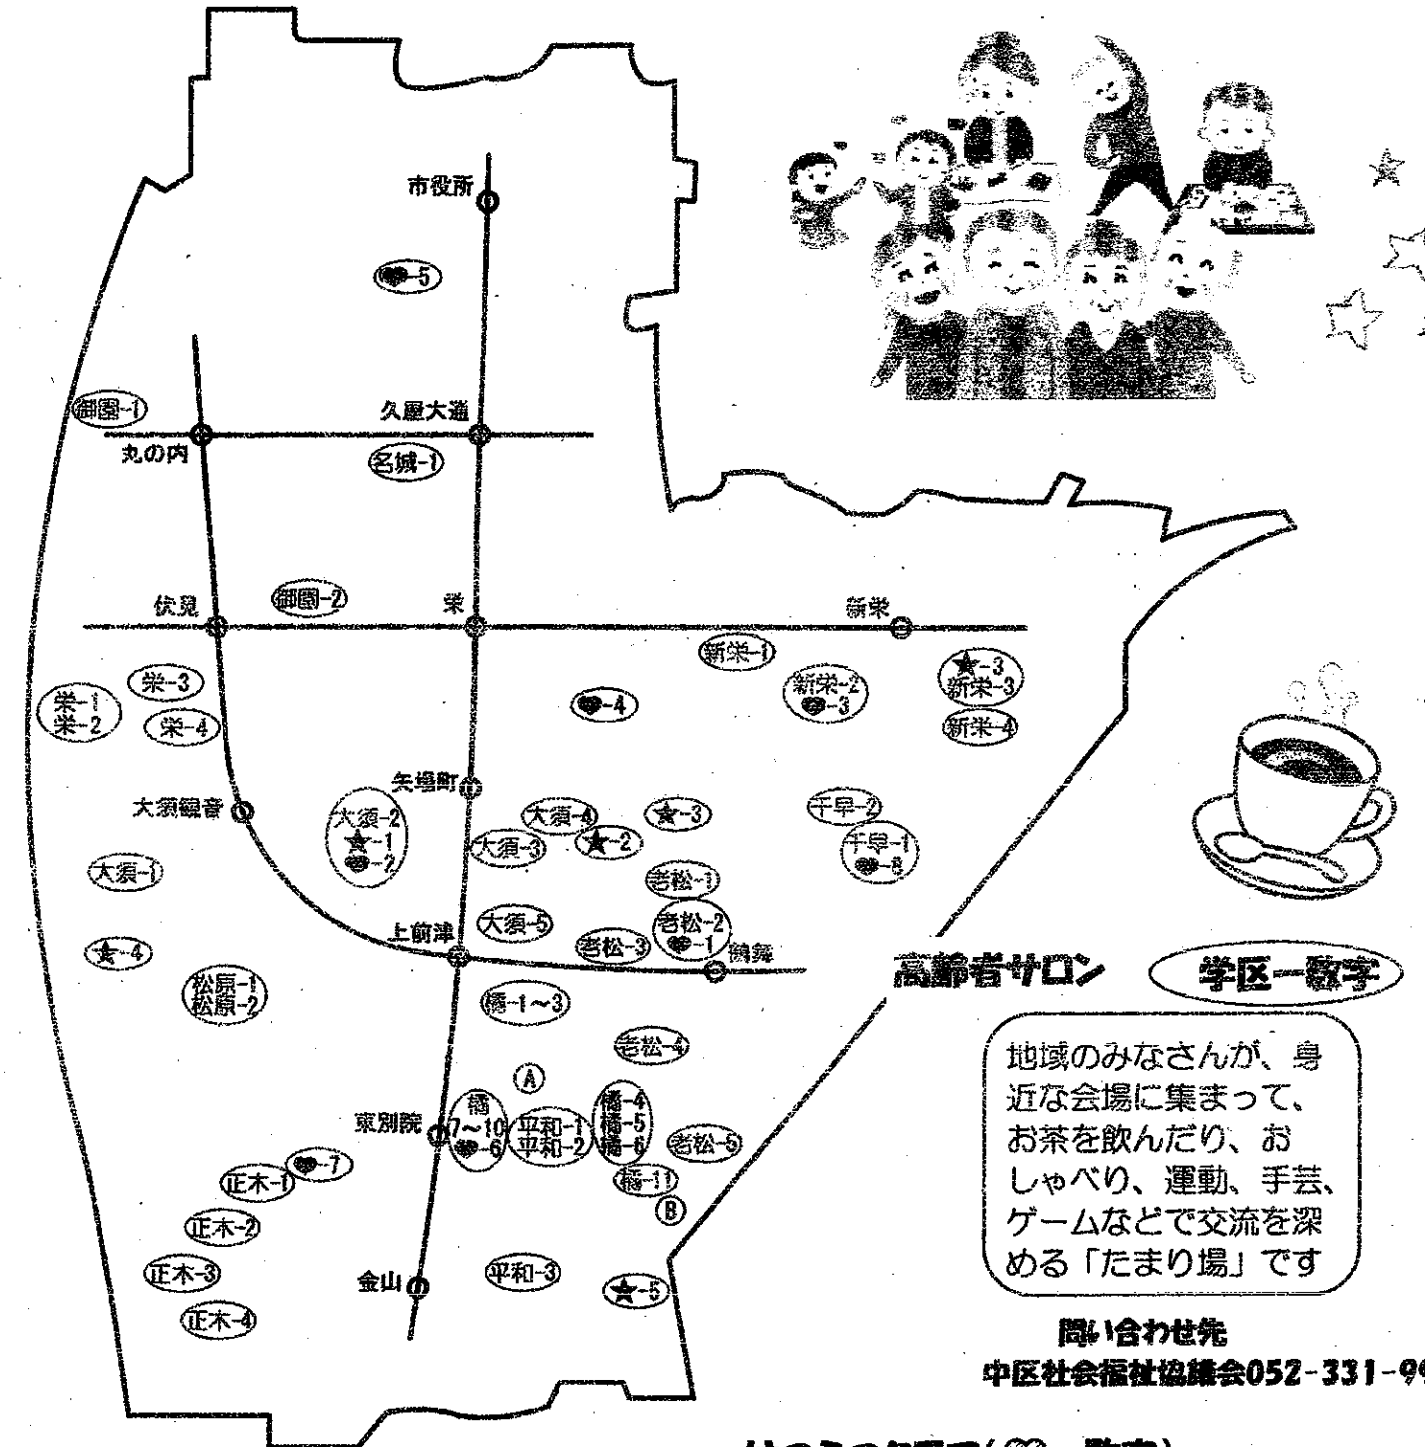 市役所
♥-5
御園-1
久屋大通
丸の内
名城-1
伏見
御園-2
栄
新栄
新栄-1
栄-3
★-3
新栄-3
栄-1
栄-2
新栄-2
♥-3
栄-4
♥-4
新栄-4
矢場町
大須観音
大須-2
★-1
♥-2
大須-4
★-3
千早-2
大須-3
★-2
千早-1
♥-8
大須-1
老松-1
大須-5
老松-2
♥-1
上前津
老松-3
鶴舞
★-4
高齢者サロン
学区ー数字
松原-1
松原-2
橘-1~3
老松-4
地域のみなさんが、身
近な会場に集まって、
お茶を飲んだり、お
しゃべり、運動、手芸、
ゲームなどで交流を深
める「たまり場」です
A
東別院
橘
7~10
♥-6
平和-1
平和-2
橘-4
橘-5
橘-6
老松-5
♥-7
正木-1
橘-11
B
正木-2
正木-3
金山
平和-3
★-5
正木-4
問い合わせ先
中区社会福祉協議会052-331-99